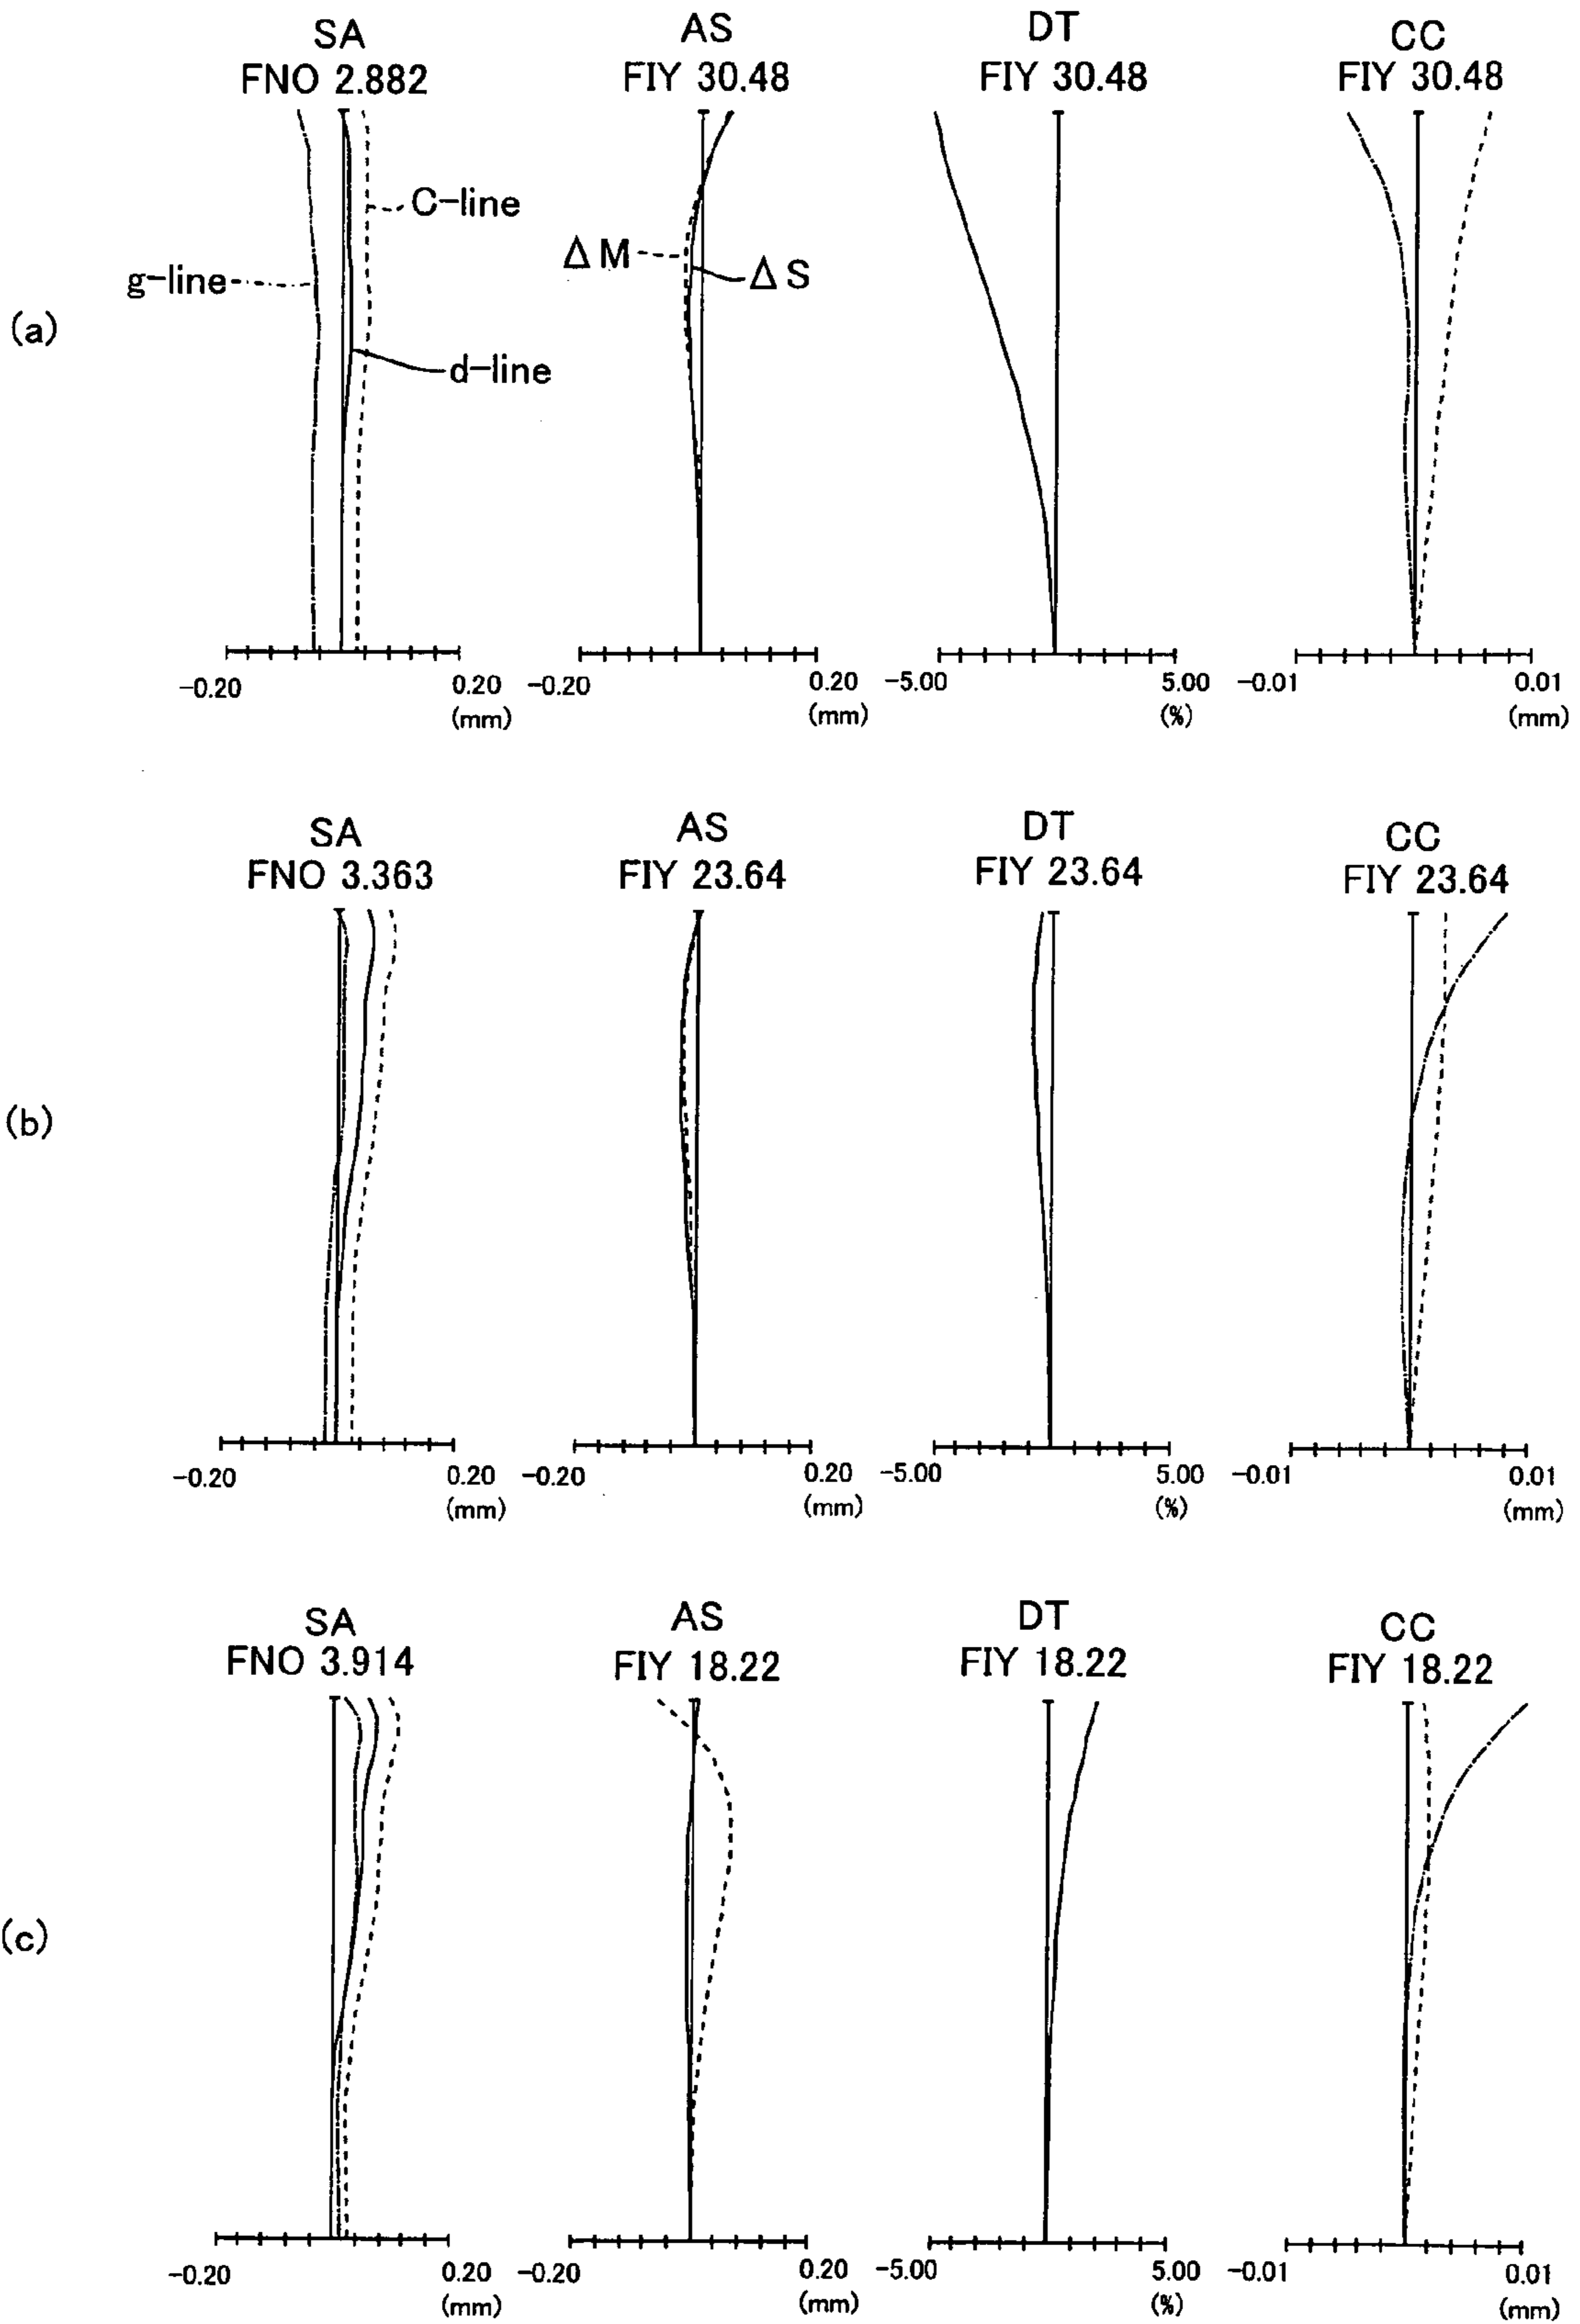 SA
FNO 2.882
AS
FIY 30.48
DT
FIY 30.48
CC
FIY 30.48
C-line
g-line
d-line
ΔM
ΔS
(a)
-0.20
0.20
(mm)
-0.20
0.20
(mm)
-5.00
5.00
(%)
-0.01
0.01
(mm)
SA
FNO 3.363
AS
FIY 23.64
DT
FIY 23.64
CC
FIY 23.64
(b)
-0.20
0.20
(mm)
-0.20
0.20
(mm)
-5.00
5.00
(%)
-0.01
0.01
(mm)
SA
FNO 3.914
AS
FIY 18.22
DT
FIY 18.22
CC
FIY 18.22
(c)
-0.20
0.20
(mm)
-0.20
0.20
(mm)
-5.00
5.00
(%)
-0.01
0.01
(mm)